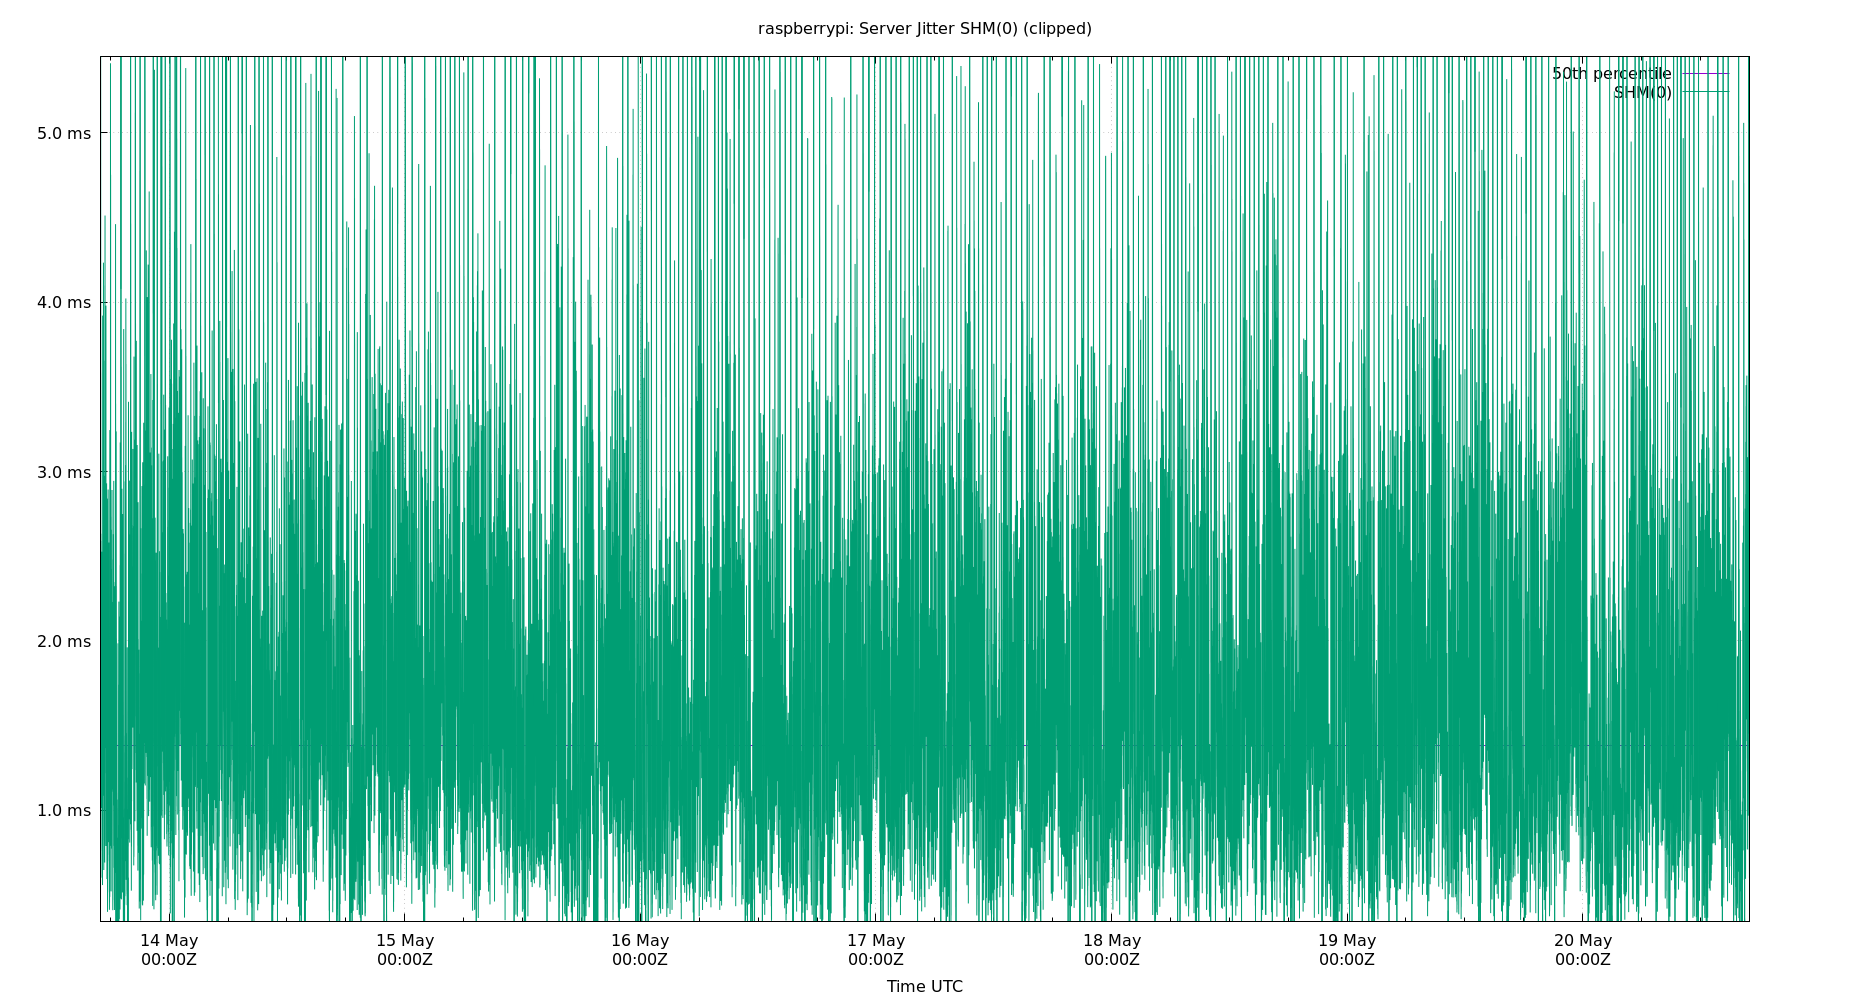 raspberrypi: Server Jitter SHM(0) (clipped)
50th percentile
SHM(0)
5.0 ms
4.0 ms
3.0 ms
2.0 ms
1.0 ms
14 May 15 May 16 May 17 May 18 May 19 May 20 May
00:00Z 00:00Z 00:00Z 00:00Z 00:00Z 00:00Z 00:00Z
Time UTC